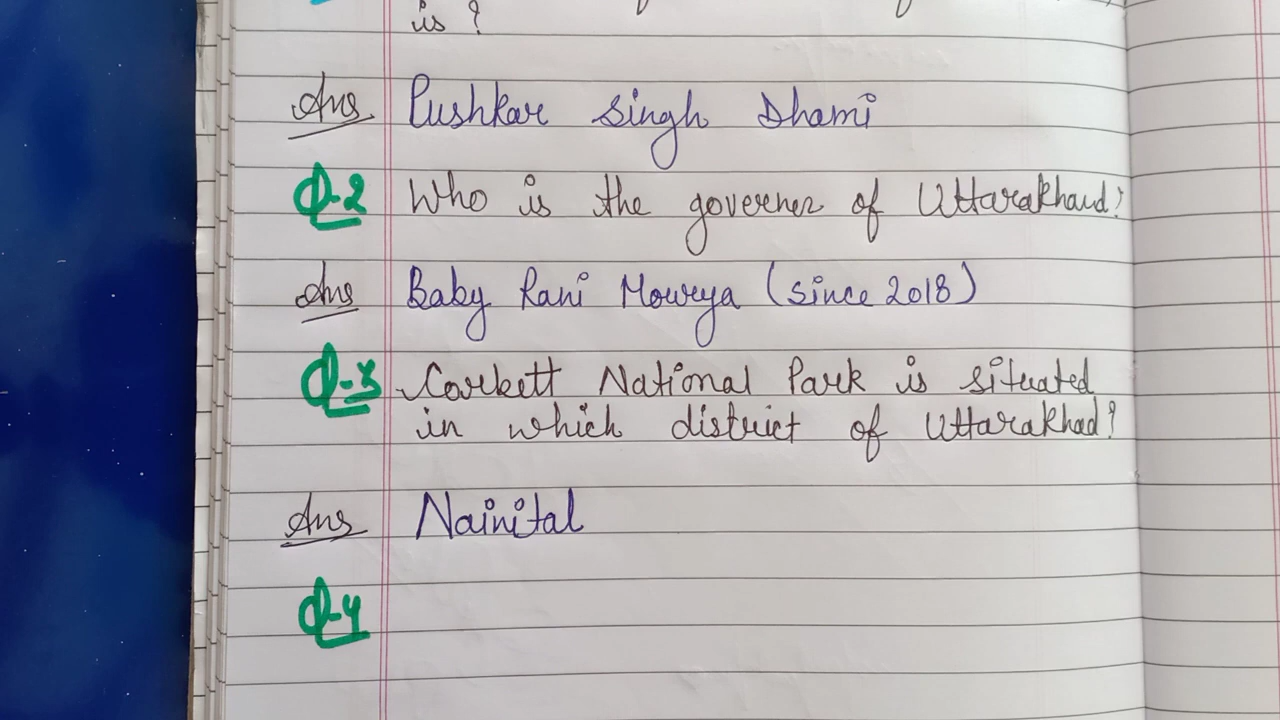 is ?
Ans Pushkar Singh Dhami
Q-2 Who is the governer of Uttarakhand?
Ans Baby Rani Mourya (since 2018)
Q-3 Corbett National Park is situated
in which district of Uttarakhad?
Ans Nainital
Q-4